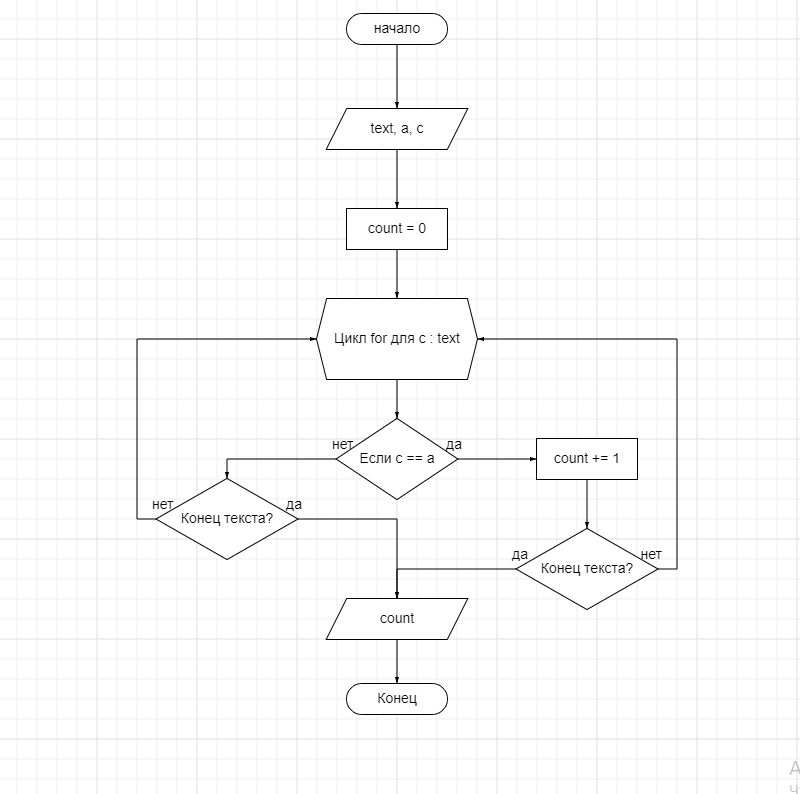 начало
text, a, c
count = 0
Цикл for для c : text
нет
Если c == a
да
count += 1
нет
Конец текста?
да
да
Конец текста?
нет
count
Конец